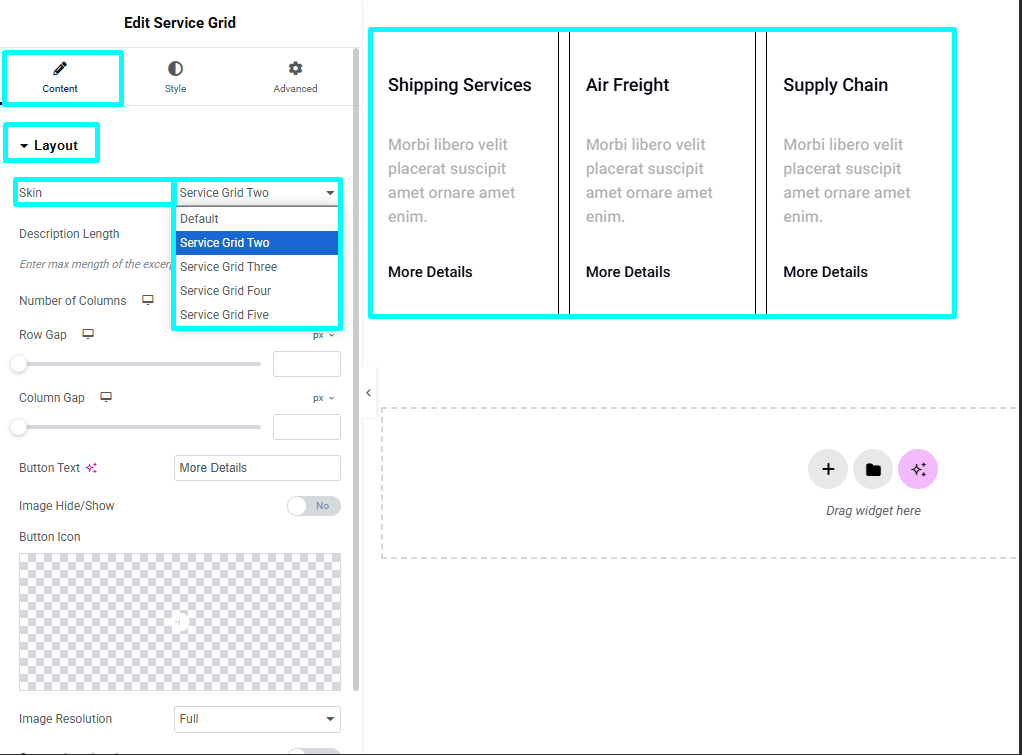 Edit Service Grid
Content
Style
Advanced
Layout
Skin
Service Grid Two
Default
Service Grid Two
Service Grid Three
Service Grid Four
Service Grid Five
Description Length
Enter max mength of the excerp
Number of Columns
Row Gap
px
Column Gap
px
Button Text
More Details
Image Hide/Show
No
Button Icon
Image Resolution
Full
Shipping Services
Morbi libero velit
placerat suscipit
amet ornare amet
enim.
More Details
Air Freight
Morbi libero velit
placerat suscipit
amet ornare amet
enim.
More Details
Supply Chain
Morbi libero velit
placerat suscipit
amet ornare amet
enim.
More Details
Drag widget here